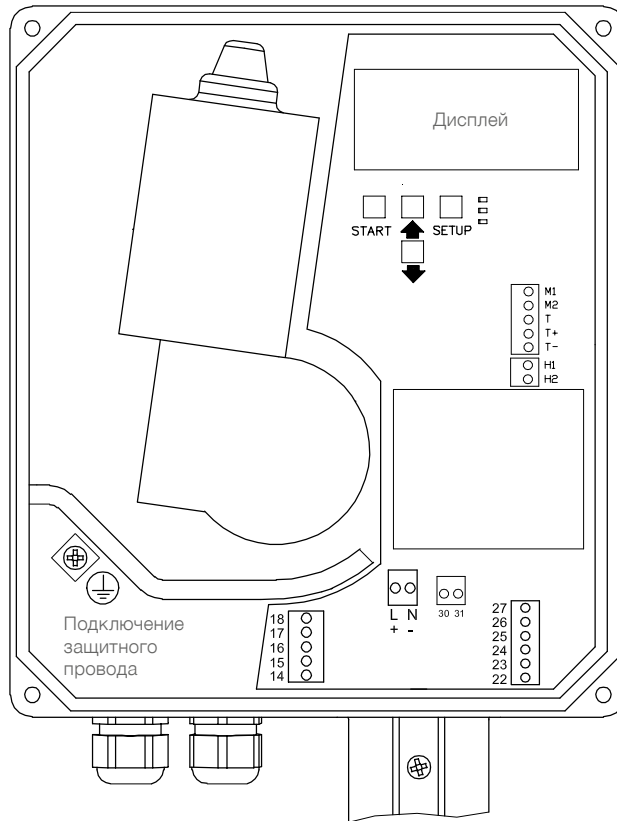 Дисплей
START SETUP
M1
M2
T
T+
T-
H1
H2
L N
+ -
30 31
Подключение
защитного
провода
18
17
16
15
14
27
26
25
24
23
22